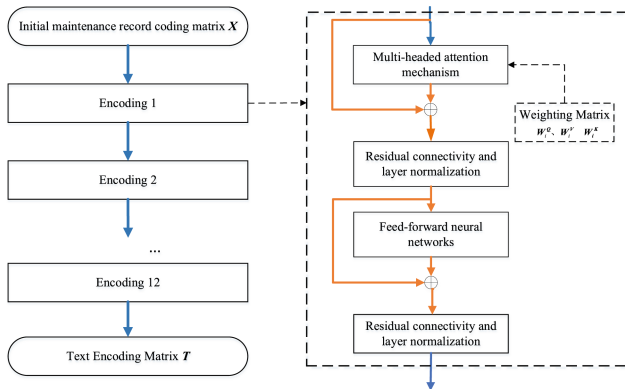 Initial maintenance record coding matrix X
Encoding 1
Encoding 2
...
Encoding 12
Text Encoding Matrix T
Multi-headed attention
mechanism
Weighting Matrix
W_i^Q、W_i^V W_i^K
Residual connectivity and
layer normalization
Feed-forward neural
networks
Residual connectivity and
layer normalization